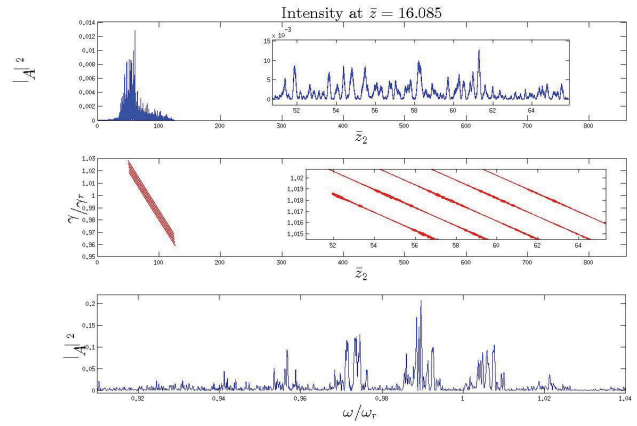 Intensity at z̄ = 16.085
|A|²
0,014
0,012
0,01
0,008
0,006
0,004
0,002
0
0 100 200 300 400 500 600 700 800
z̄₂
x 10⁻³
15
10
5
0
52 54 56 58 60 62 64
γ/γᵣ
1,03
1,02
1,01
1
0,99
0,98
0,97
0,96
0,95
0 100 200 300 400 500 600 700 800
z̄₂
1,02
1,019
1,018
1,017
1,016
1,015
52 54 56 58 60 62 64
|Ã|²
0,2
0,15
0,1
0,05
0
0,92 0,94 0,96 0,98 1 1,02 1,04
ω/ωᵣ